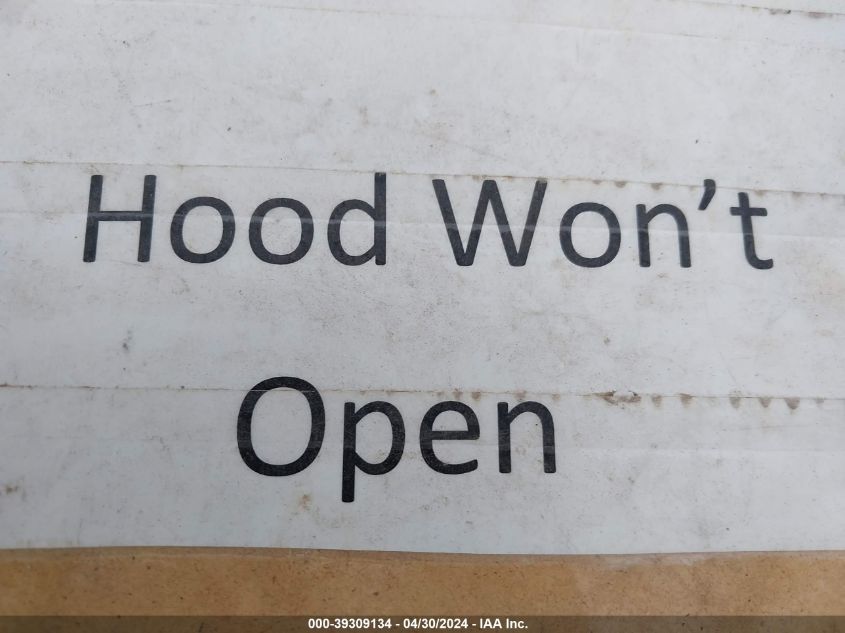 Hood Won’t
Open
000-39309134 - 04/30/2024 - IAA Inc.